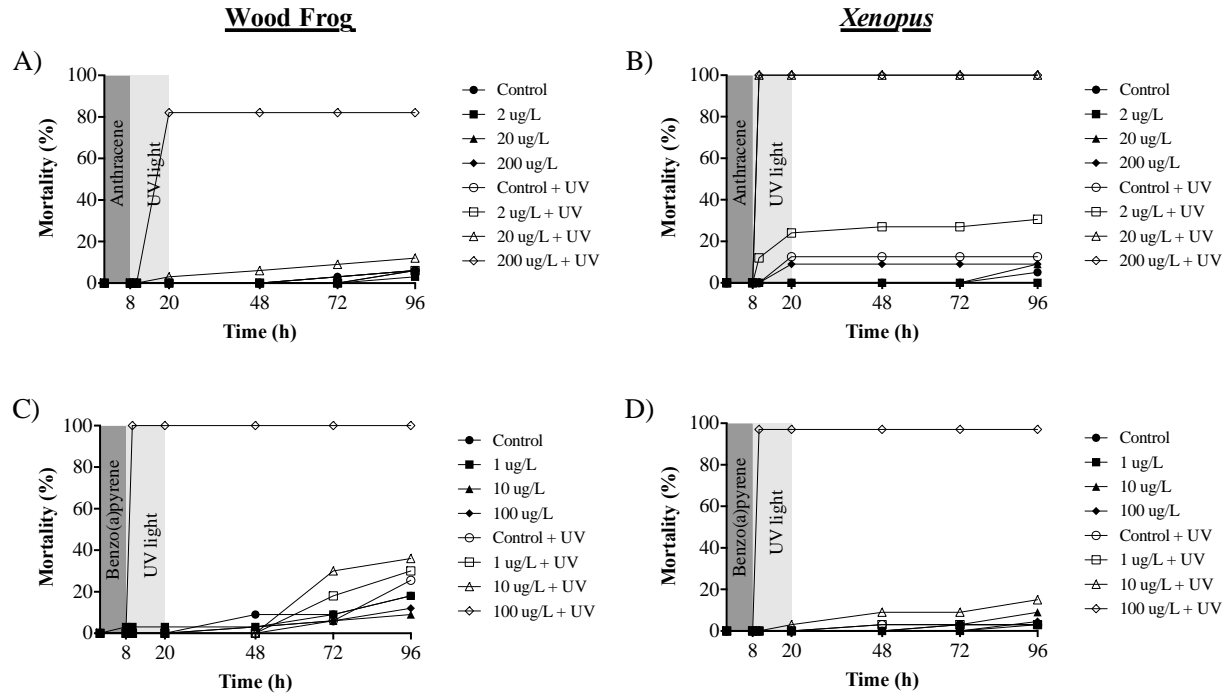 Wood Frog
Xenopus
A)
Mortality (%)
100
80
60
40
20
0
Anthracene
UV light
8
20
48
72
96
Time (h)
Control
2 ug/L
20 ug/L
200 ug/L
Control + UV
2 ug/L + UV
20 ug/L + UV
200 ug/L + UV
B)
Mortality (%)
100
80
60
40
20
0
Anthracene
UV light
8
20
48
72
96
Time (h)
Control
2 ug/L
20 ug/L
200 ug/L
Control + UV
2 ug/L + UV
20 ug/L + UV
200 ug/L + UV
C)
Mortality (%)
100
80
60
40
20
0
Benzo(a)pyrene
UV light
8
20
48
72
96
Time (h)
Control
1 ug/L
10 ug/L
100 ug/L
Control + UV
1 ug/L + UV
10 ug/L + UV
100 ug/L + UV
D)
Mortality (%)
100
80
60
40
20
0
Benzo(a)pyrene
UV light
8
20
48
72
96
Time (h)
Control
1 ug/L
10 ug/L
100 ug/L
Control + UV
1 ug/L + UV
10 ug/L + UV
100 ug/L + UV